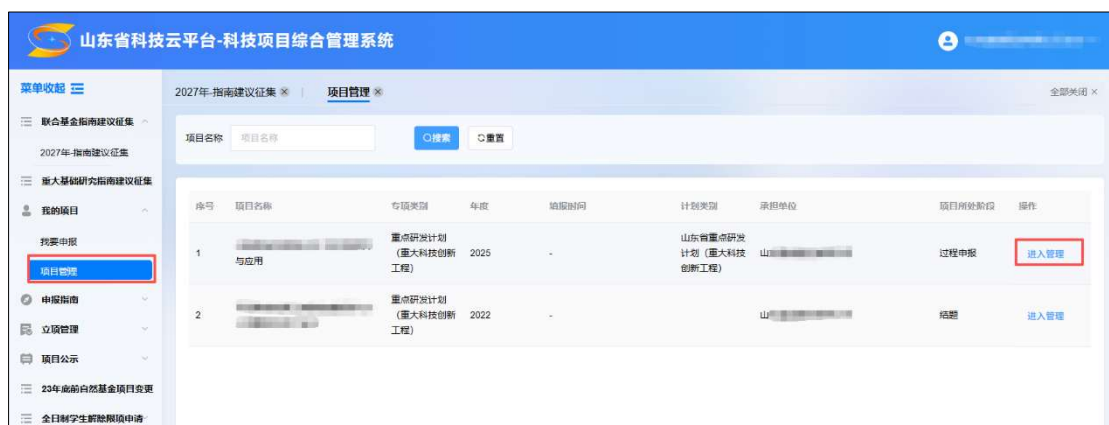 山东省科技云平台-科技项目综合管理系统
菜单收起
2027年-指南建议征集 项目管理 全部关闭 ×
联合基金指南建议征集
2027年-指南建议征集
重大基础研究指南建议征集
我的项目
我要申报
项目管理
申报指南
立项管理
项目公示
23年底前自然基金项目变更
全日制学生解除限项申请
项目名称 项目名称 搜索 重置
序号 项目名称 专项类别 年度 填报时间 计划类别 承担单位 项目所处阶段 操作
1 与应用 重点研发计划（重大科技创新工程） 2025 - 山东省重点研发计划（重大科技创新工程） 山 过程申报 进入管理
2 重点研发计划（重大科技创新工程） 2022 - 山 结题 进入管理